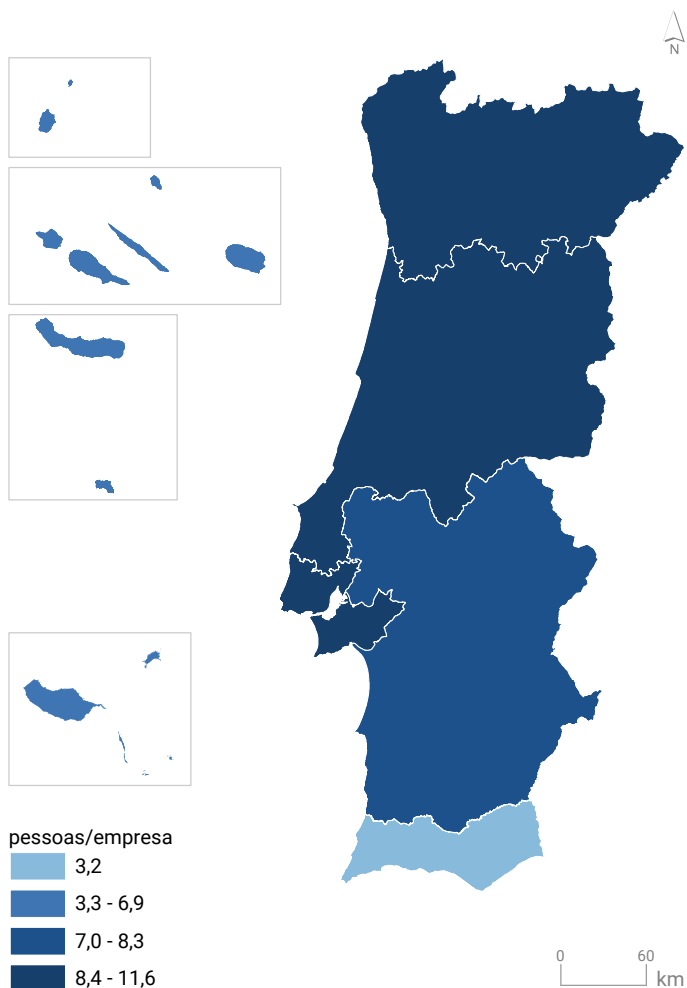 N
pessoas/empresa
3,2
3,3 - 6,9
7,0 - 8,3
8,4 - 11,6
0 60
km